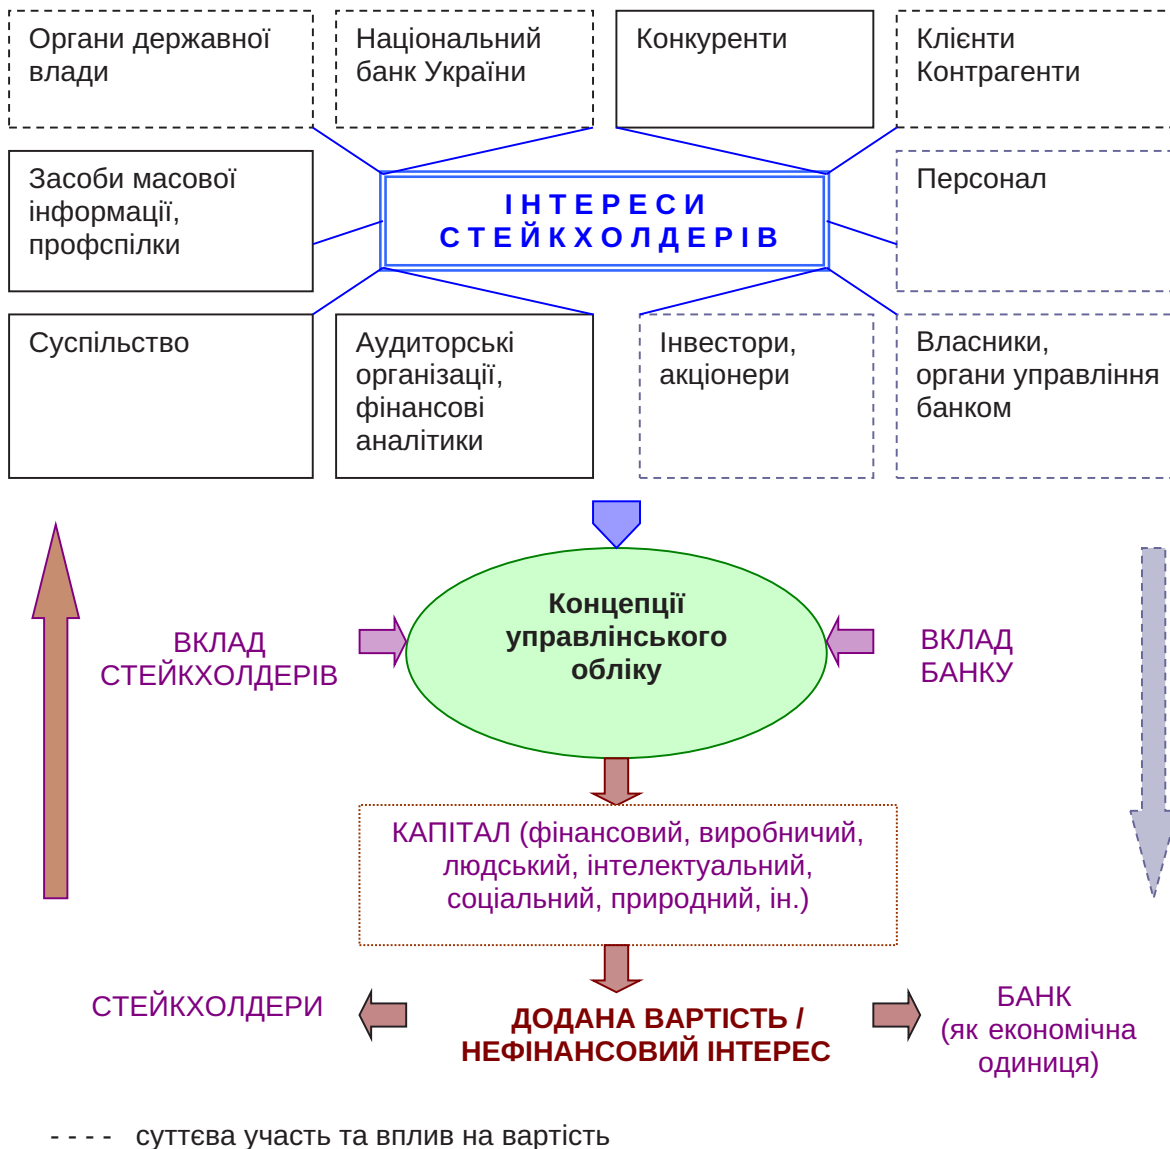 Органи державної
влади
Національний
банк України
Конкуренти
Клієнти
Контрагенти
Засоби масової
інформації,
профспілки
ІНТЕРЕСИ
СТЕЙКХОЛДЕРІВ
Персонал
Суспільство
Аудиторські
організації,
фінансові
аналітики
Інвестори,
акціонери
Власники,
органи управління
банком
Концепції
управлінського
обліку
ВКЛАД
СТЕЙКХОЛДЕРІВ
ВКЛАД
БАНКУ
КАПІТАЛ (фінансовий, виробничий,
людський, інтелектуальний,
соціальний, природний, ін.)
СТЕЙКХОЛДЕРИ
ДОДАНА ВАРТІСТЬ /
НЕФІНАНСОВИЙ ІНТЕРЕС
БАНК
(як економічна
одиниця)
- - - - суттєва участь та вплив на вартість